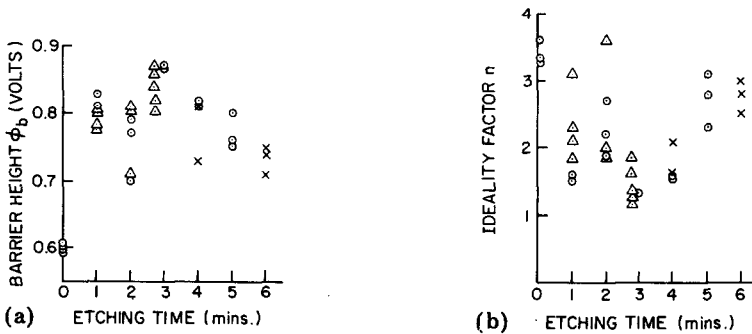 0.9
0.8
0.7
0.6
BARRIER HEIGHT ϕb (VOLTS)
0 1 2 3 4 5 6
(a) ETCHING TIME (mins.)
4
3
2
1
IDEALITY FACTOR n
0 1 2 3 4 5 6
(b) ETCHING TIME (mins.)